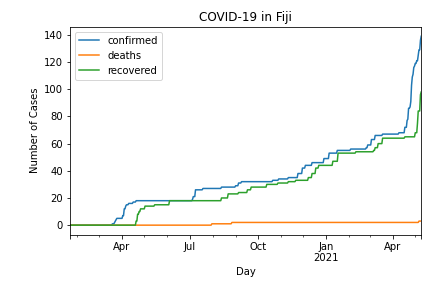 COVID-19 in Fiji
confirmed
deaths
recovered
Number of Cases
140
120
100
80
60
40
20
0
Apr Jul Oct Jan Apr
2021
Day